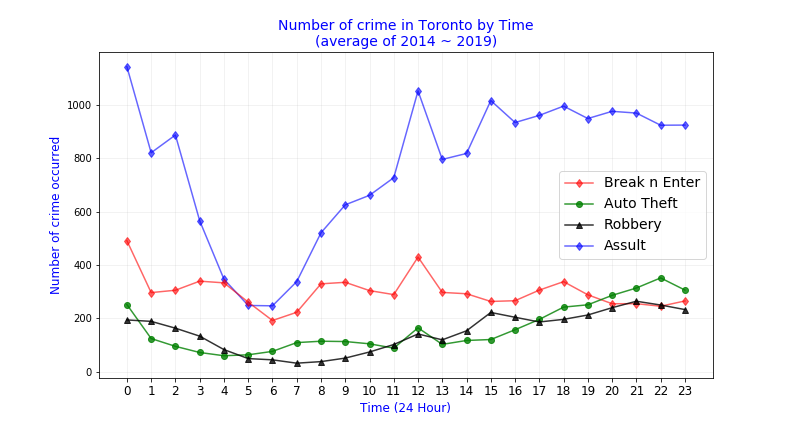 Number of crime in Toronto by Time
(average of 2014 ~ 2019)
Number of crime occurred
1000
800
600
400
200
0
Break n Enter
Auto Theft
Robbery
Assult
0 1 2 3 4 5 6 7 8 9 10 11 12 13 14 15 16 17 18 19 20 21 22 23
Time (24 Hour)